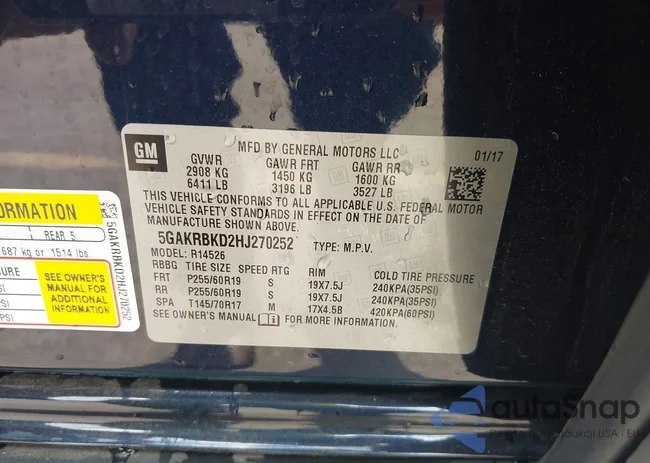 GM
MFD BY GENERAL MOTORS LLC
01/17
GVWR GAWR FRT GAWR RR
2908 KG 1450 KG 1600 KG
6411 LB 3196 LB 3527 LB
THIS VEHICLE CONFORMS TO ALL APPLICABLE U.S. FEDERAL MOTOR
VEHICLE SAFETY STANDARDS IN EFFECT ON THE DATE OF
MANUFACTURE SHOWN ABOVE.
5GAKRBKD2HJ270252 TYPE: M.P.V.
MODEL: R14526
RBBG TIRE SIZE SPEED RTG RIM COLD TIRE PRESSURE
FRT P255/60R19 S 19X7.5J 240KPA(35PSI)
RR P255/60R19 S 19X7.5J 240KPA(35PSI)
SPA T145/70R17 M 17X4.5B 420KPA(60PSI)
SEE OWNER'S MANUAL FOR MORE INFORMATION
ORMATION
REAR 5
687 kg or 1514 lbs.
SEE OWNER'S
MANUAL FOR
ADDITIONAL
INFORMATION
5GAKRBKD2HJ270252
autoSnap